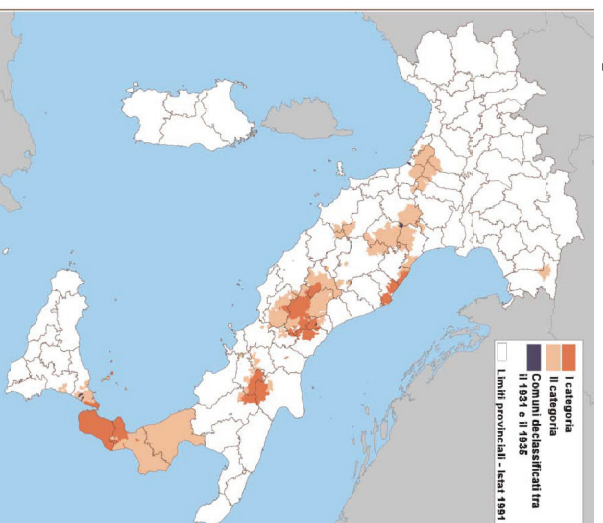 I categoria
II categoria
Comuni declassificati tra
il 1931 e il 1935
Limiti provinciali - Istat 1991